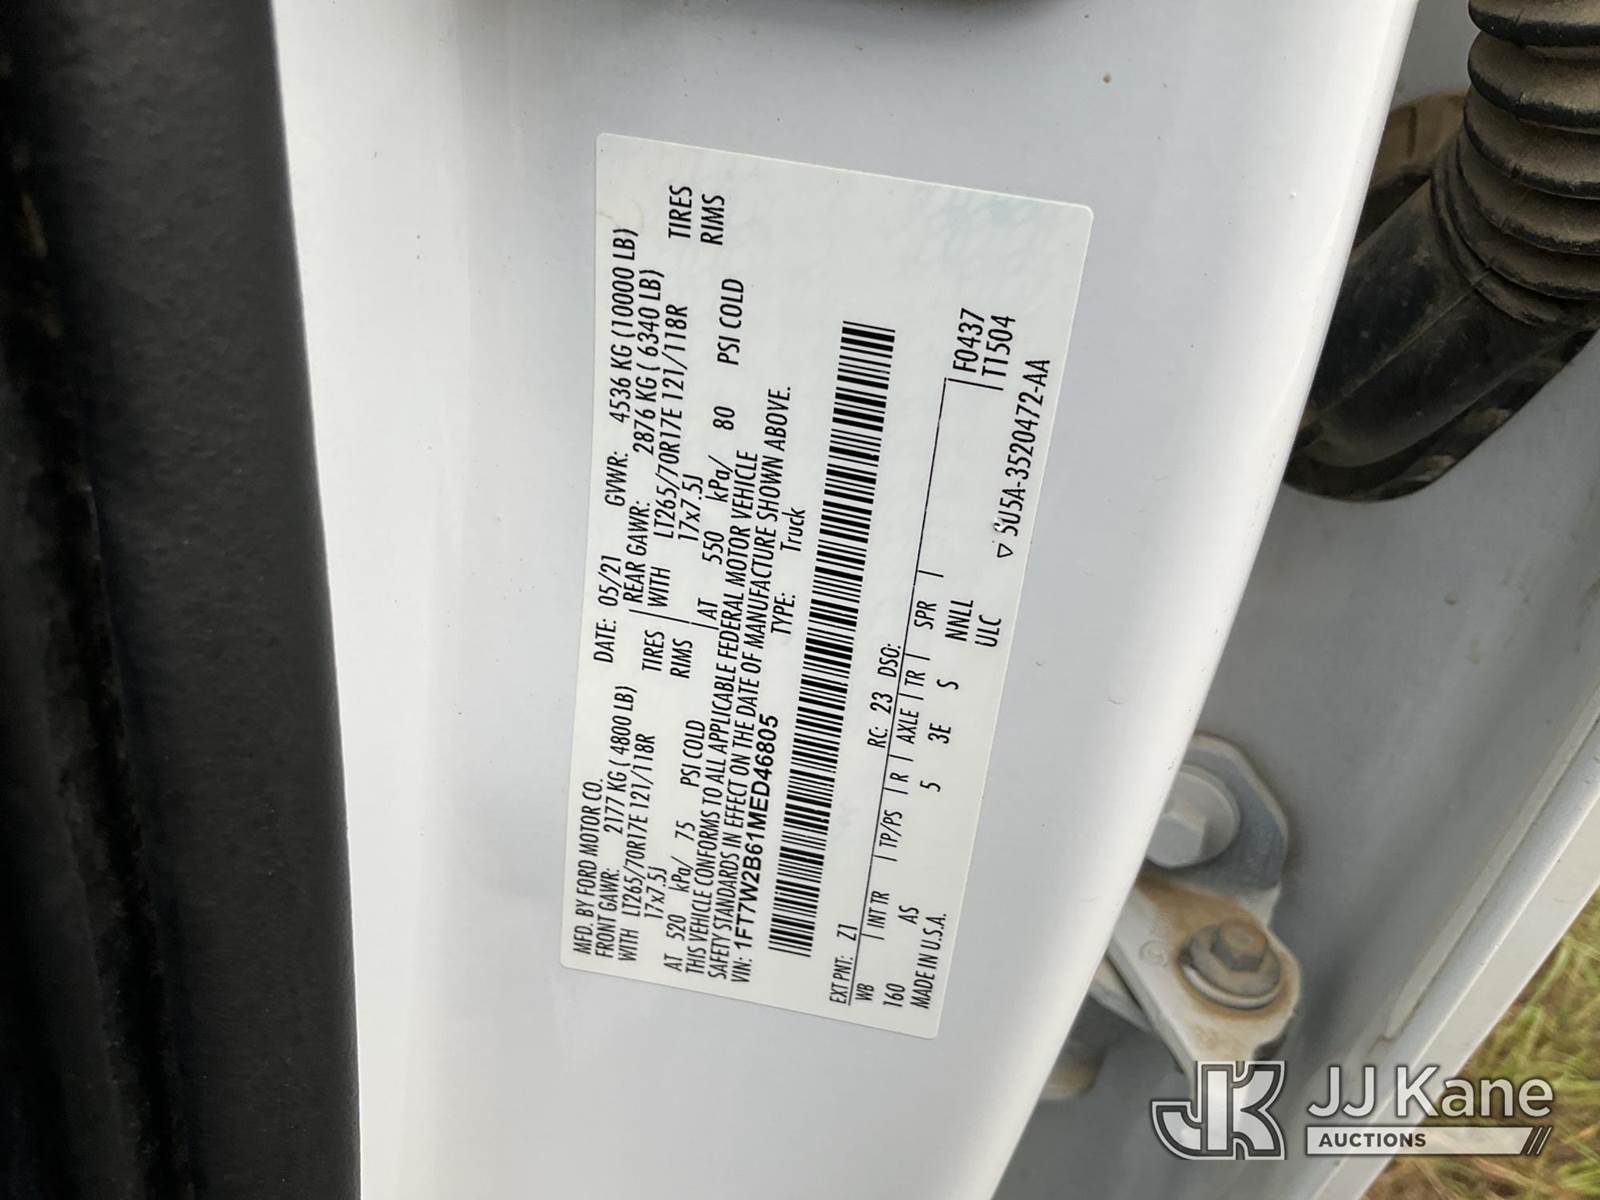 MFD. BY FORD MOTOR CO. DATE: 05/21 GVWR: 4536 KG (10000 LB)
FRONT GAWR: 2177 KG ( 4800 LB) REAR GAWR: 2876 KG ( 6340 LB)
WITH LT265/70R17E 121/118R TIRES WITH LT265/70R17E 121/118R TIRES
17x7.5J RIMS 17x7.5J RIMS
AT 520 kPa/ 75 PSI COLD AT 550 kPa/ 80 PSI COLD
THIS VEHICLE CONFORMS TO ALL APPLICABLE FEDERAL MOTOR VEHICLE
SAFETY STANDARDS IN EFFECT ON THE DATE OF MANUFACTURE SHOWN ABOVE.
VIN: 1FT7W2B61MED46805 TYPE: Truck
EXT PNT: Z1 RC: 23 DSO:
WB INT TR TP/PS R AXLE TR SPR F0437
160 AS 5 3E S NNLL T1504
MADE IN U.S.A. ULC
SU5A-3520472-AA
JK JJ Kane
AUCTIONS